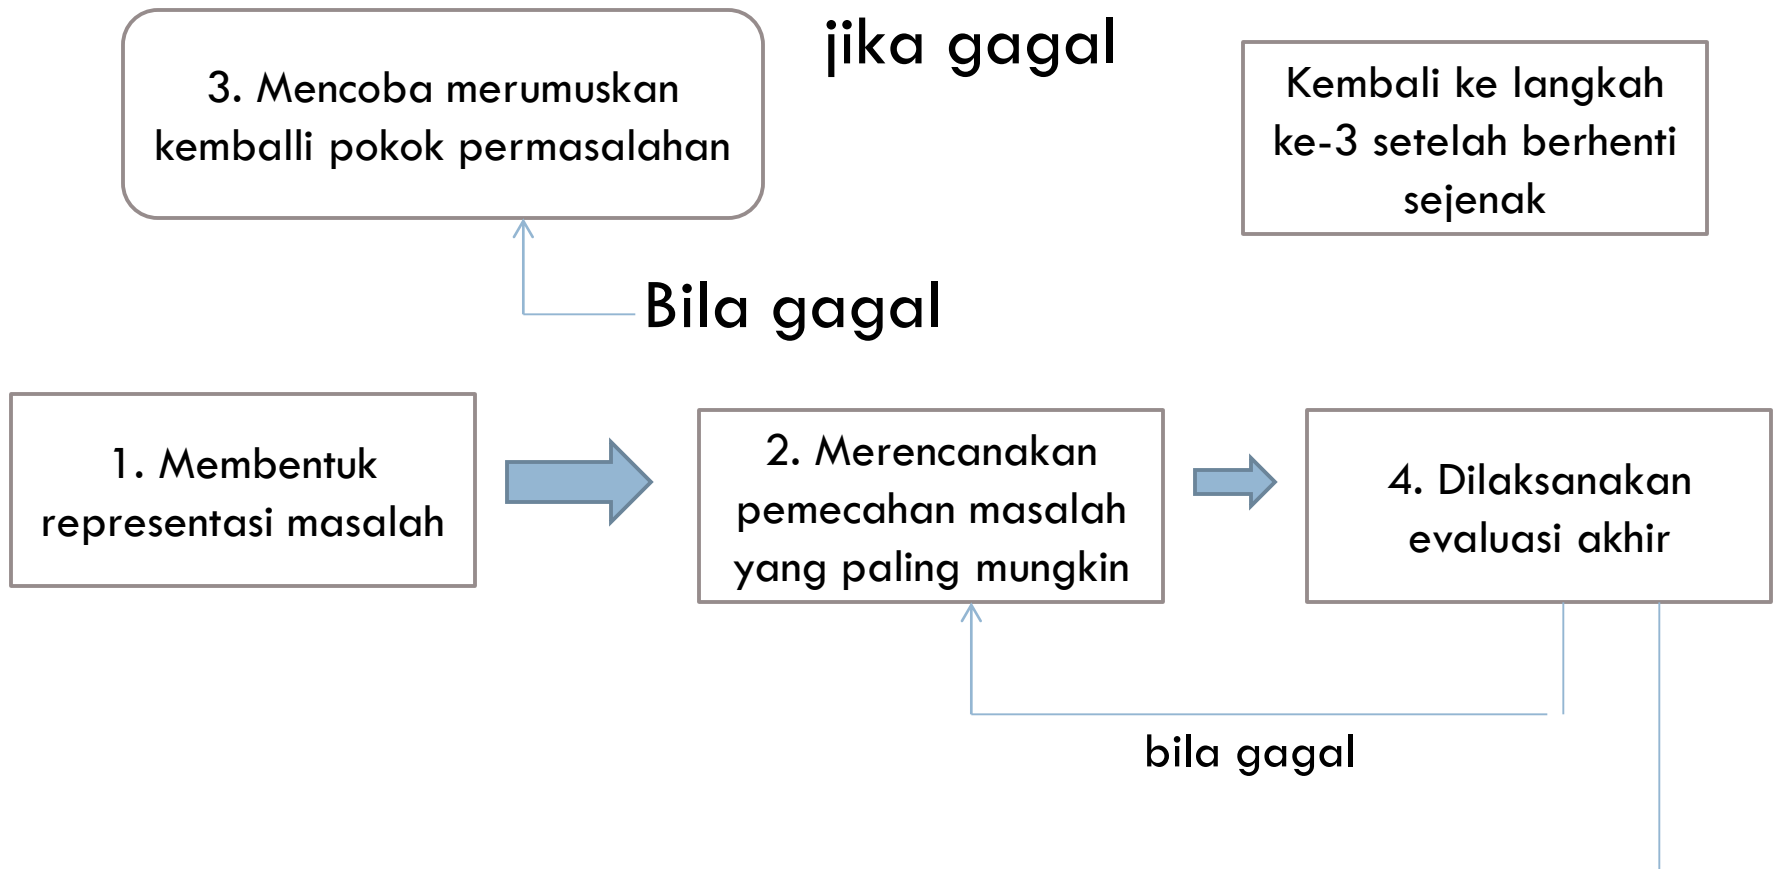 3. Mencoba merumuskan
kemballi pokok permasalahan
jika gagal
Kembali ke langkah
ke-3 setelah berhenti
sejenak
Bila gagal
1. Membentuk
representasi masalah
2. Merencanakan
pemecahan masalah
yang paling mungkin
4. Dilaksanakan
evaluasi akhir
bila gagal